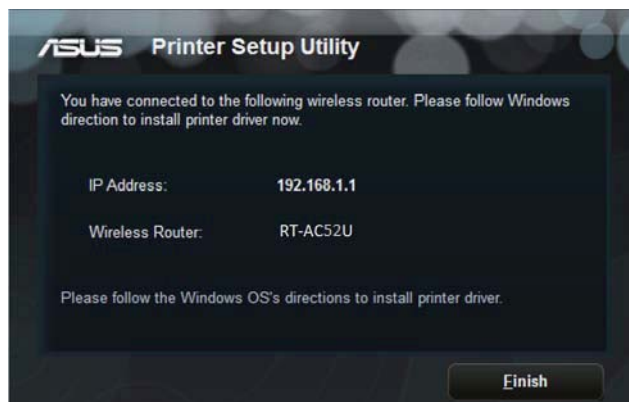 ASUS Printer Setup Utility
You have connected to the following wireless router. Please follow Windows
direction to install printer driver now.
IP Address: 192.168.1.1
Wireless Router: RT-AC52U
Please follow the Windows OS's directions to install printer driver.
Finish